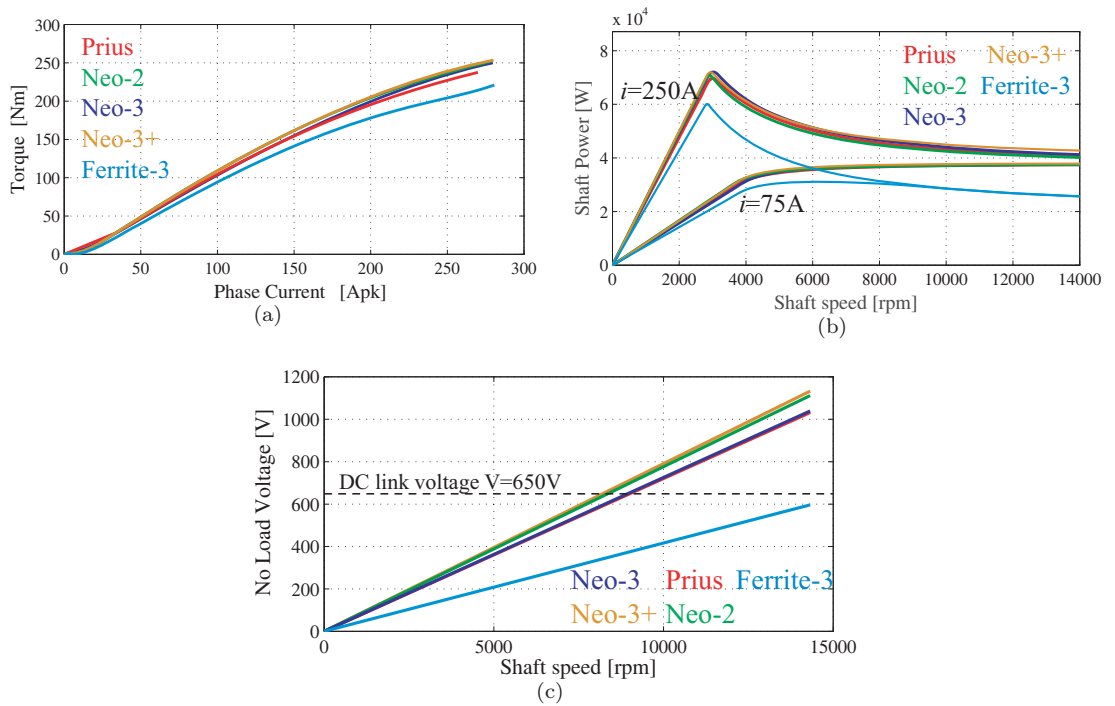 300
250
200
150
100
50
0
Torque [Nm]
Prius
Neo-2
Neo-3
Neo-3+
Ferrite-3
0 50 100 150 200 250 300
Phase Current [Apk]
(a)
x 10^4
8
6
4
2
0
Shaft Power [W]
Prius Neo-3+
Neo-2 Ferrite-3
Neo-3
i=250A
i=75A
0 2000 4000 6000 8000 10000 12000 14000
Shaft speed [rpm]
(b)
1200
1000
800
600
400
200
0
No Load Voltage [V]
DC link voltage V=650V
Neo-3 Prius Ferrite-3
Neo-3+ Neo-2
0 5000 10000 15000
Shaft speed [rpm]
(c)